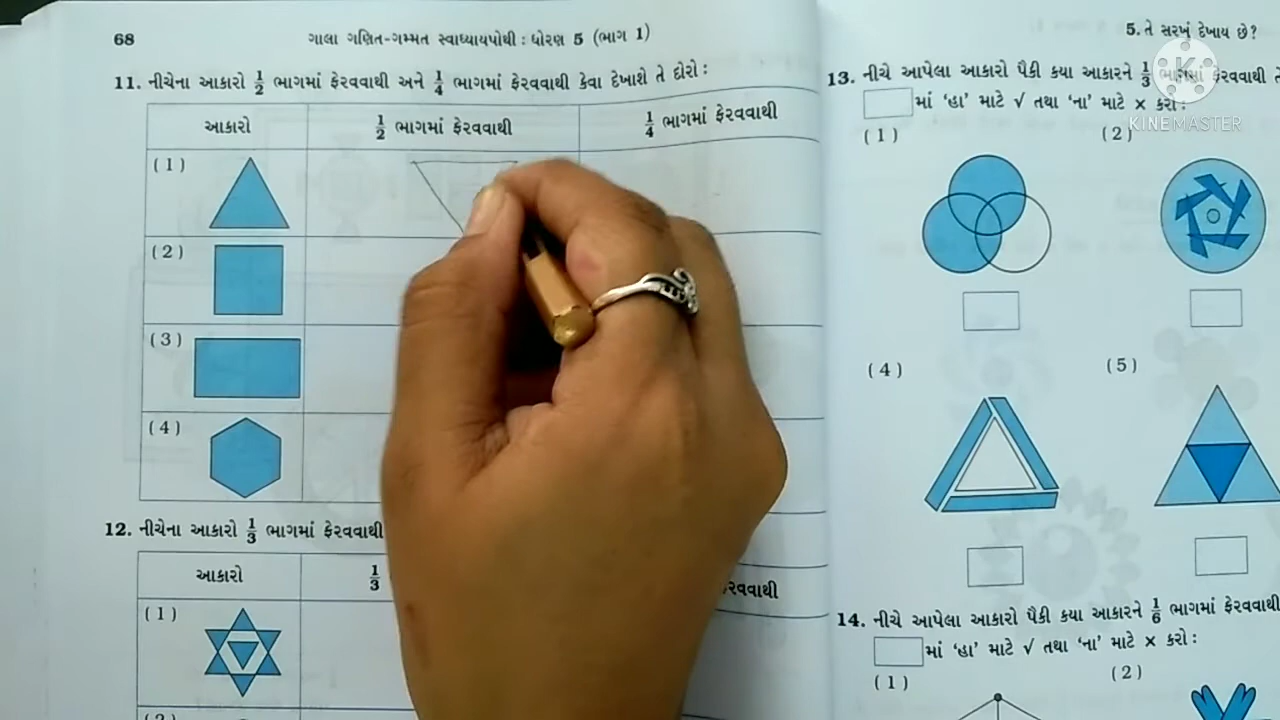 68
ગાલા ગણિત-ગમ્મત સ્વાધ્યાયપોથી : ધોરણ 5 (ભાગ 1)
11. નીચેના આકારો 1/2 ભાગમાં ફેરવવાથી અને 1/4 ભાગમાં ફેરવવાથી કેવા દેખાશે તે દોરો :
આકારો 1/2 ભાગમાં ફેરવવાથી 1/4 ભાગમાં ફેરવવાથી
(1)
(2)
(3)
(4)
12. નીચેના આકારો 1/3 ભાગમાં ફેરવવાથી
આકારો 1/3
(1)
5. તે સરખું દેખાય છે?
13. નીચે આપેલા આકારો પૈકી કયા આકારને 1/3 ભાગમાં ફેરવવાથી
માં ‘હા’ માટે √ તથા ‘ના’ માટે × કરો :
(1) (2)
(4) (5)
14. નીચે આપેલા આકારો પૈકી કયા આકારને 1/6 ભાગમાં ફેરવવાથી
માં ‘હા’ માટે √ તથા ‘ના’ માટે × કરો :
(1) (2)
KINEMASTER